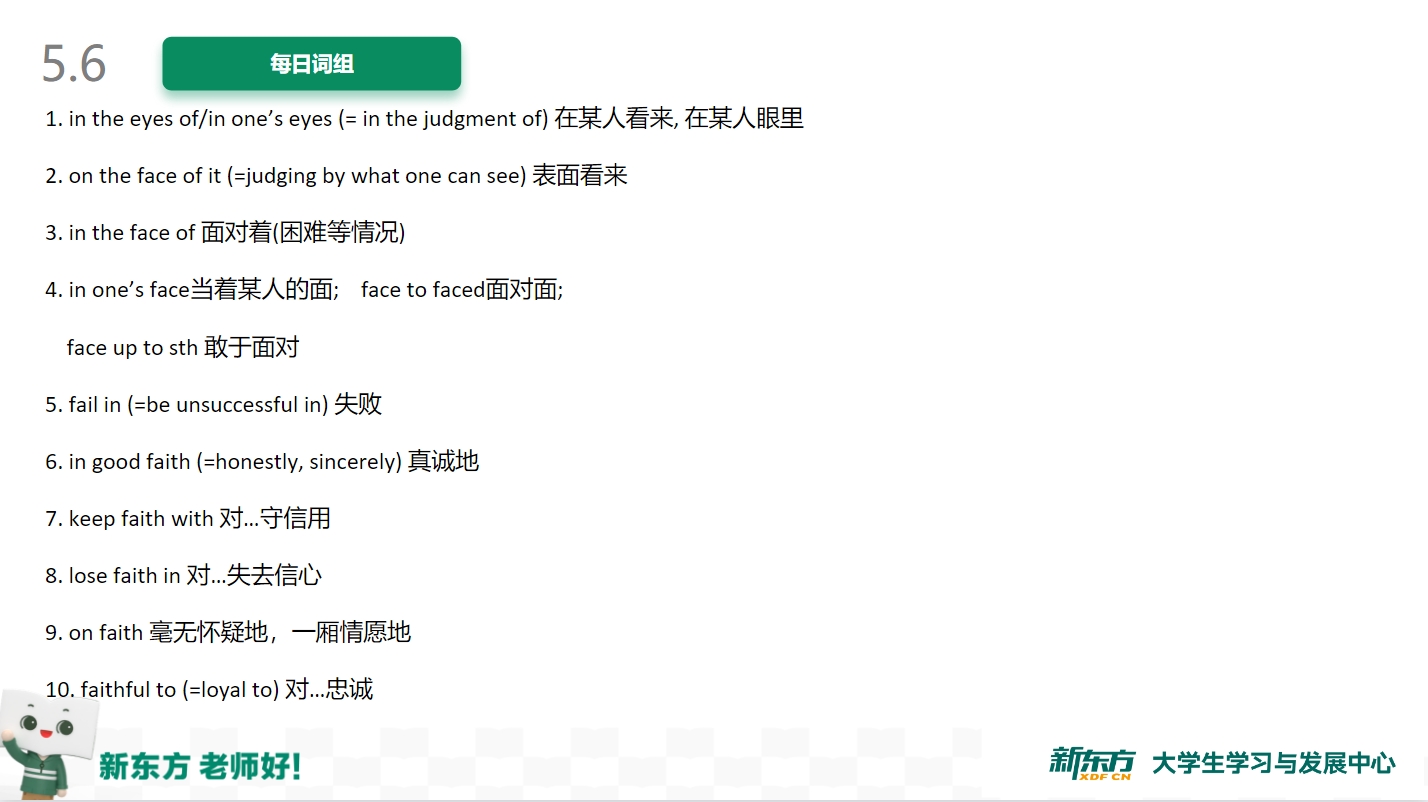 5.6
每日词组
1. in the eyes of/in one’s eyes (= in the judgment of) 在某人看来, 在某人眼里
2. on the face of it (=judging by what one can see) 表面看来
3. in the face of 面对着(困难等情况)
4. in one’s face当着某人的面; face to faced面对面;
face up to sth 敢于面对
5. fail in (=be unsuccessful in) 失败
6. in good faith (=honestly, sincerely) 真诚地
7. keep faith with 对...守信用
8. lose faith in 对...失去信心
9. on faith 毫无怀疑地，一厢情愿地
10. faithful to (=loyal to) 对...忠诚
新东方 老师好!
新东方 XDF.CN 大学生学习与发展中心